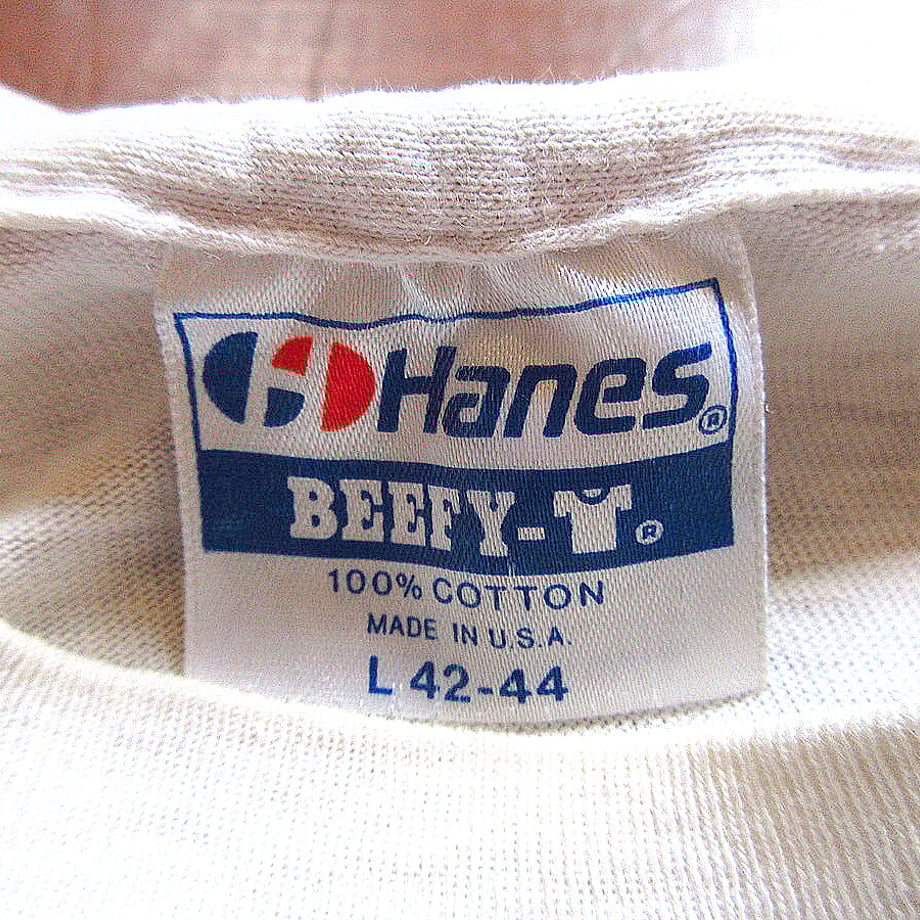 Hanes®
BEEFY-T®
100% COTTON
MADE IN U.S.A.
L 42-44